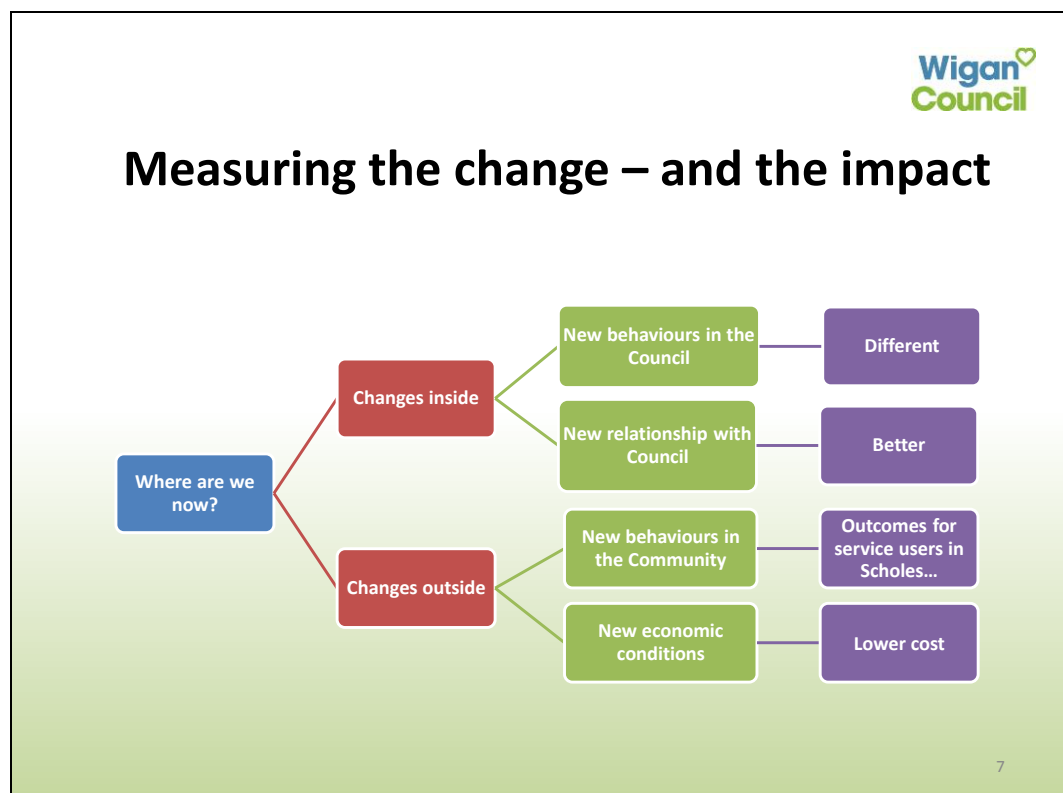 Wigan
Council
Measuring the change – and the impact
Where are we
now?
Changes inside
Changes outside
New behaviours in the
Council
New relationship with
Council
New behaviours in
the Community
New economic
conditions
Different
Better
Outcomes for
service users in
Scholes…
Lower cost
7